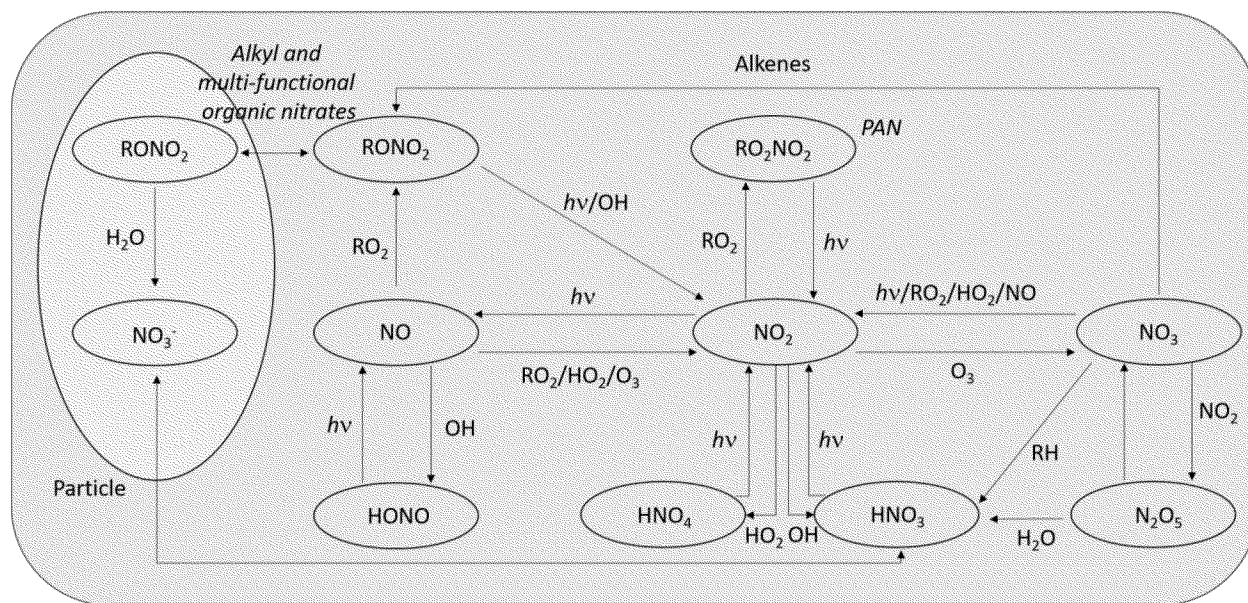 Alkyl and
multi-functional
organic nitrates
Alkenes
RONO₂
RONO₂
RO₂NO₂
PAN
hν/OH
H₂O
RO₂
RO₂
hν
hν
hν/RO₂/HO₂/NO
NO₃⁻
NO
NO₂
NO₃
RO₂/HO₂/O₃
O₃
NO₂
hν
OH
hν
hν
RH
Particle
HONO
HNO₄
HNO₃
N₂O₅
HO₂
OH
H₂O